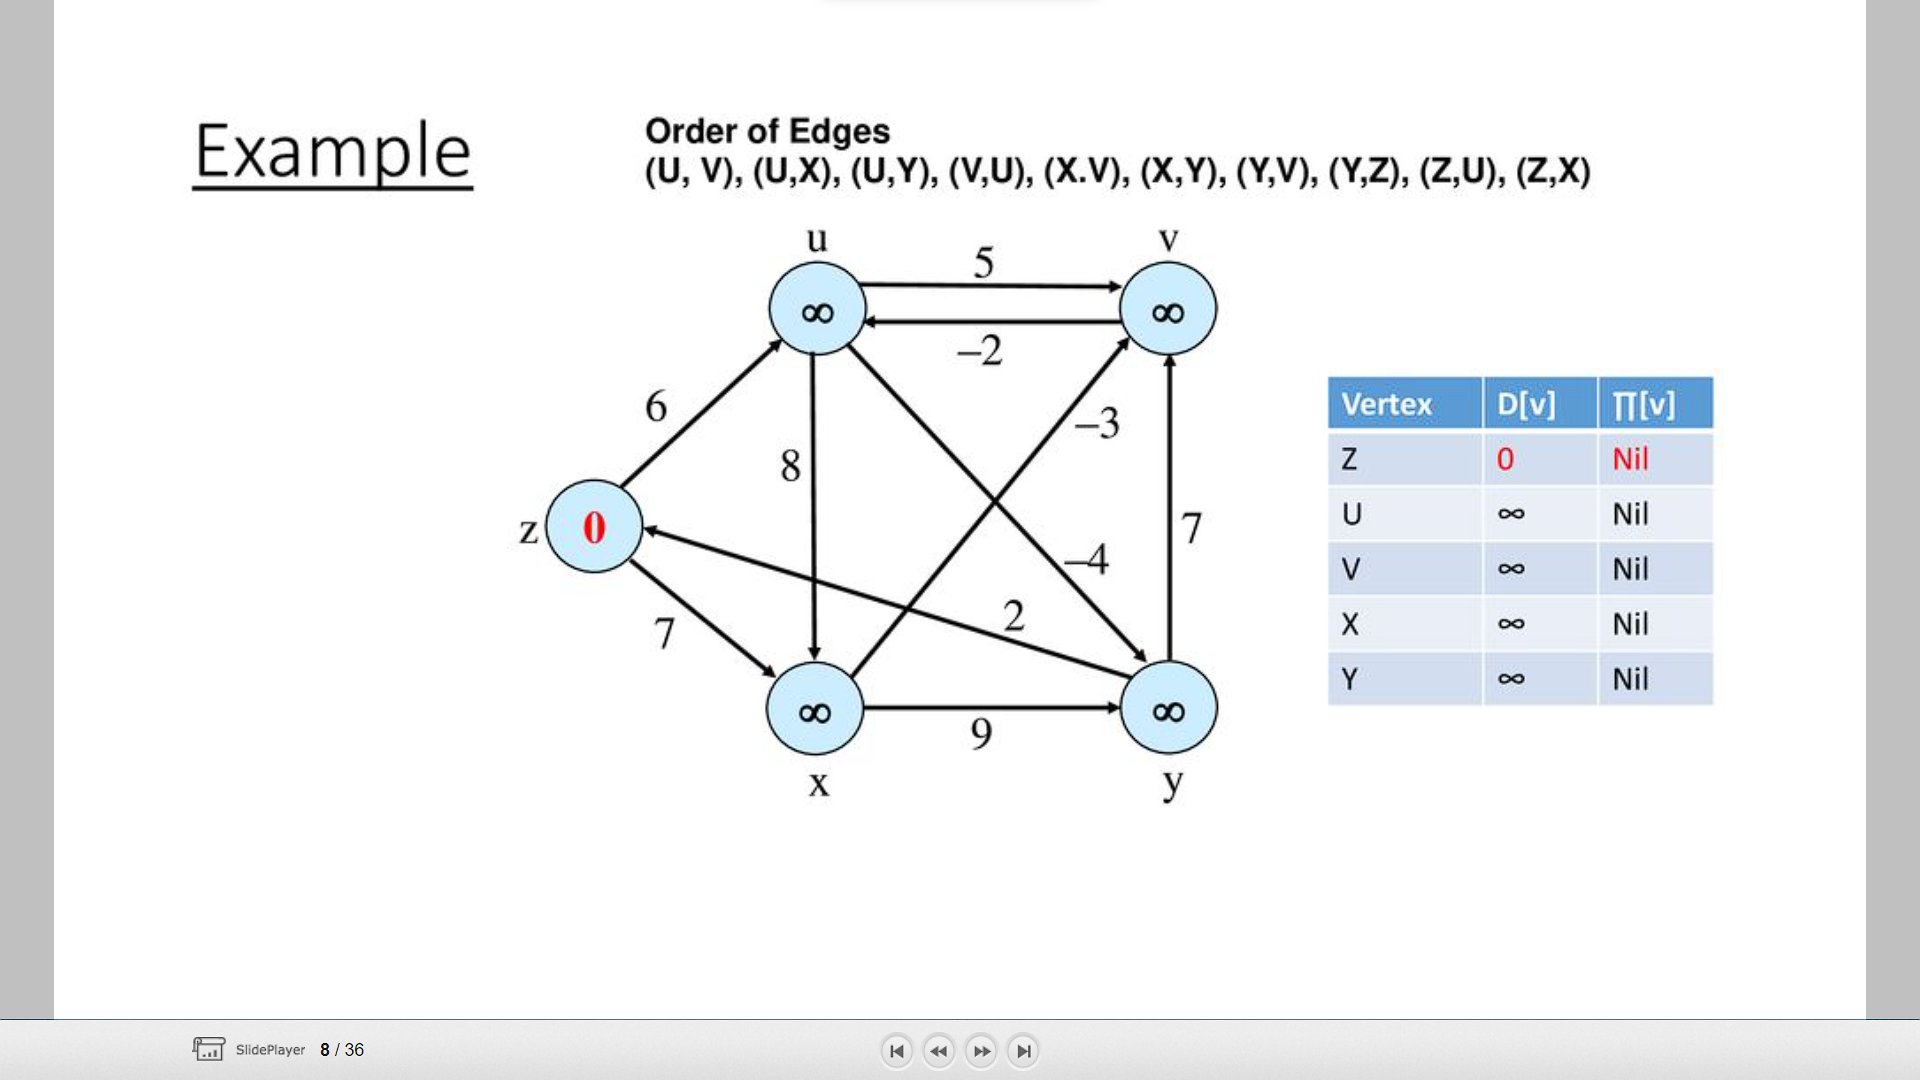 Example
Order of Edges
(U, V), (U,X), (U,Y), (V,U), (X.V), (X,Y), (Y,V), (Y,Z), (Z,U), (Z,X)
u
v
5
∞
∞
–2
6
–3
8
z
0
7
–4
2
7
∞
∞
9
x
y
Vertex D[v] ∏[v]
Z 0 Nil
U ∞ Nil
V ∞ Nil
X ∞ Nil
Y ∞ Nil
SlidePlayer 8 / 36